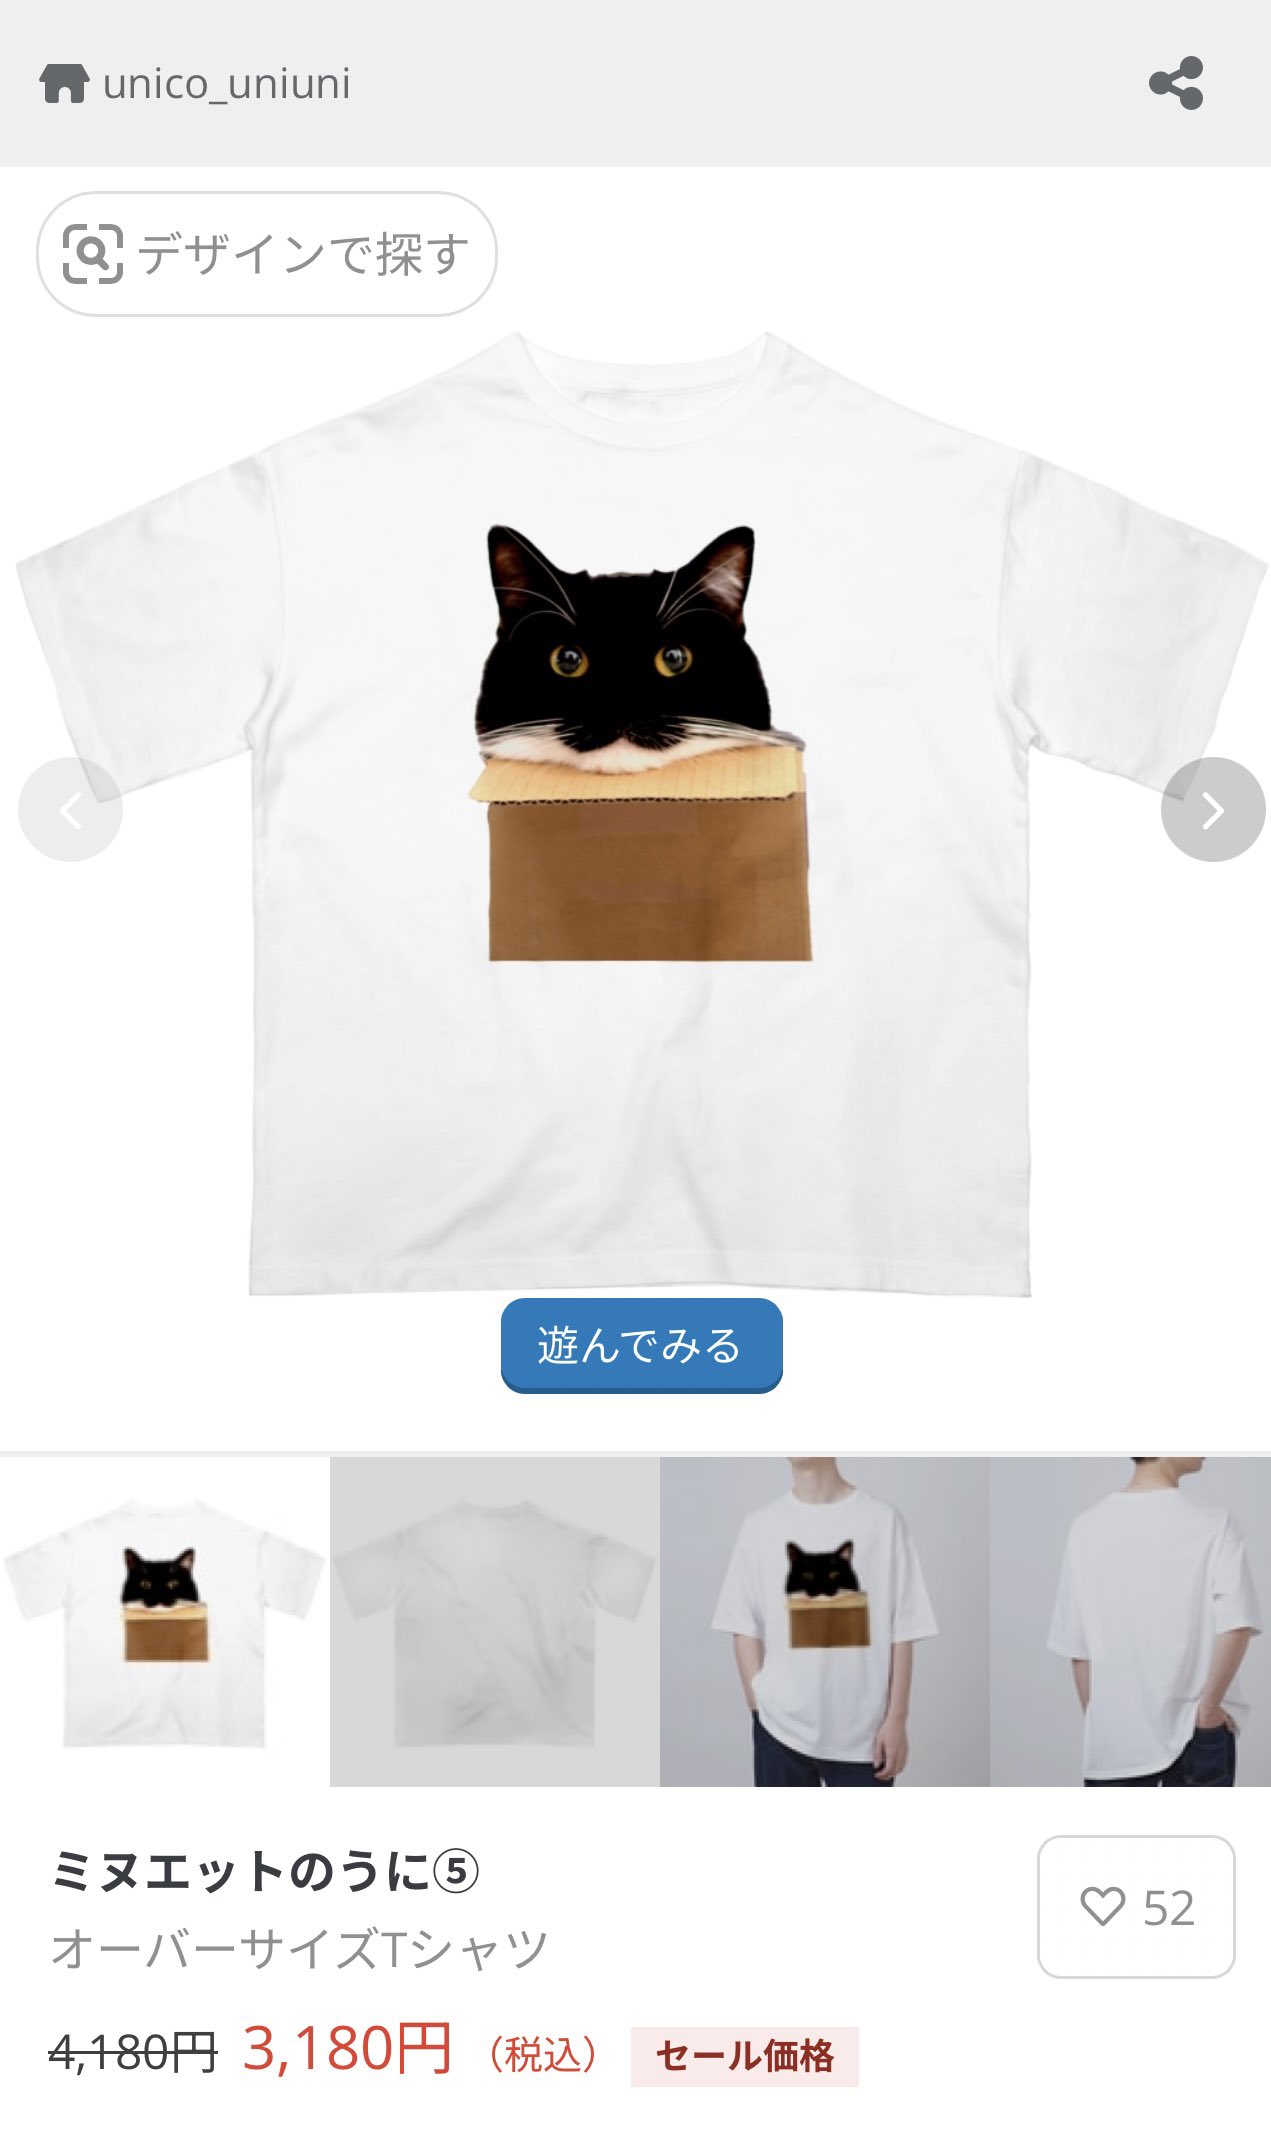 unico_uniuni
デザインで探す
遊んでみる
ミヌエットのうに⑤
オーバーサイズTシャツ
52
4,180円 3,180円 （税込） セール価格